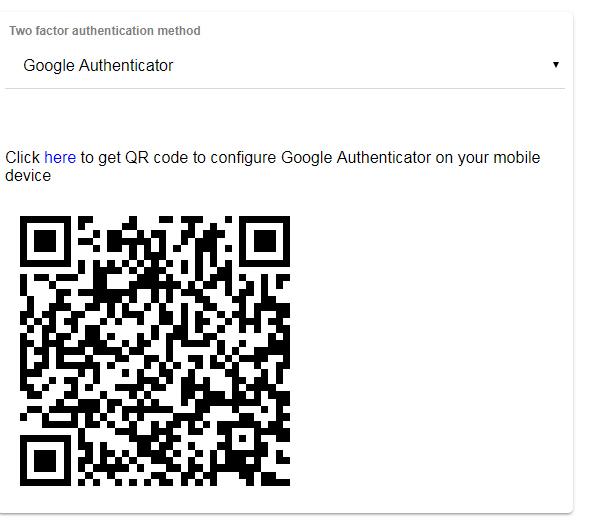 Two factor authentication method
Google Authenticator
Click here to get QR code to configure Google Authenticator on your mobile
device